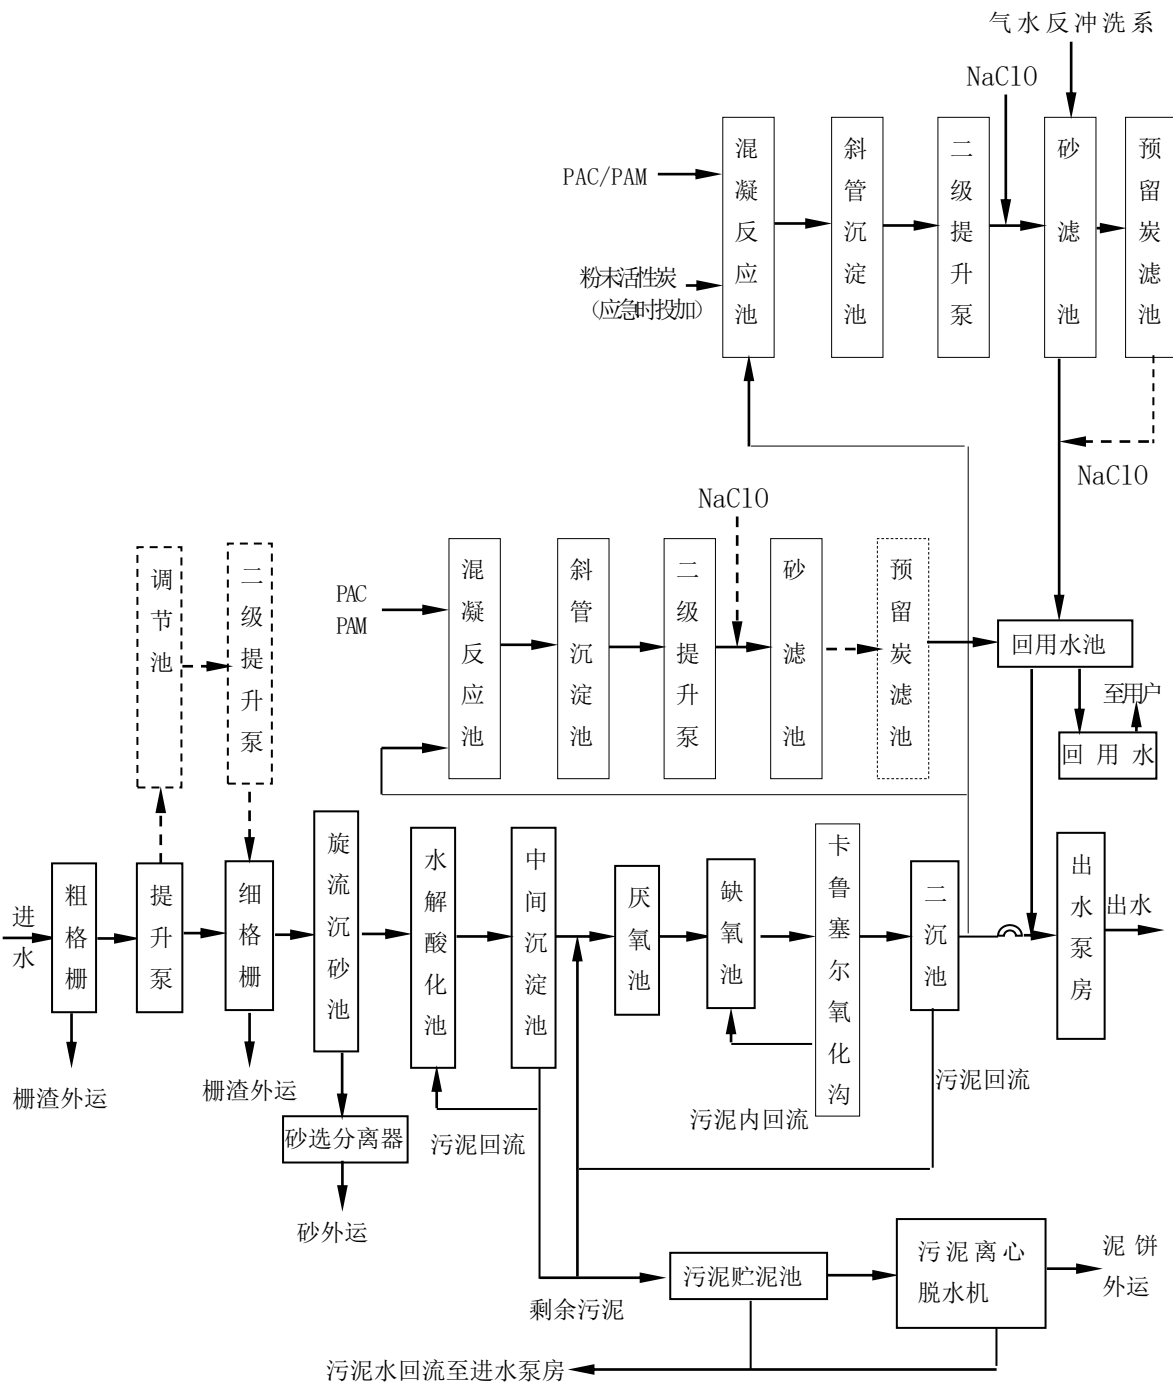 气水反冲洗系
NaClO
PAC/PAM
粉末活性炭
（应急时投加）
混凝反应池
斜管沉淀池
二级提升泵
砂滤池
预留炭滤池
NaClO
NaClO
调节池
二级提升泵
PAC
PAM
混凝反应池
斜管沉淀池
二级提升泵
砂滤池
预留炭滤池
回用水池
至用户
回用水
进水
粗格栅
提升泵
细格栅
旋流沉砂池
水解酸化池
中间沉淀池
厌氧池
缺氧池
卡鲁塞尔氧化沟
二沉池
出水泵房
出水
栅渣外运
栅渣外运
砂选分离器
砂外运
污泥回流
污泥内回流
污泥回流
剩余污泥
污泥贮泥池
污泥离心
脱水机
泥饼
外运
污泥水回流至进水泵房